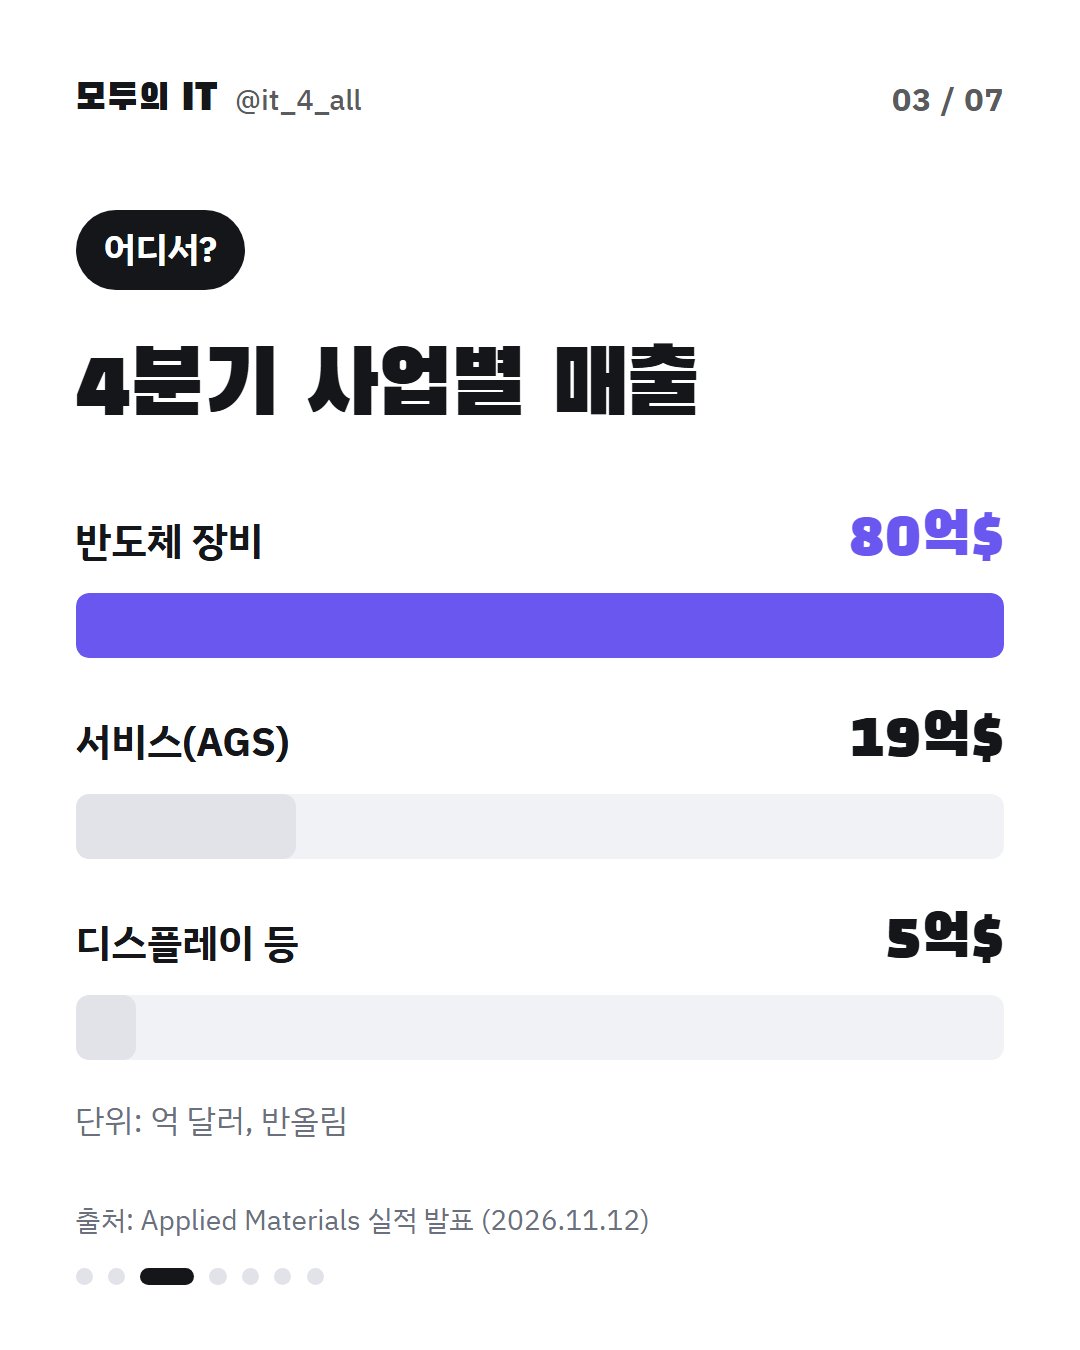 모두의 IT @it_4_all 03 / 07
어디서?
4분기 사업별 매출
반도체 장비 80억$
서비스(AGS) 19억$
디스플레이 등 5억$
단위: 억 달러, 반올림
출처: Applied Materials 실적 발표 (2026.11.12)